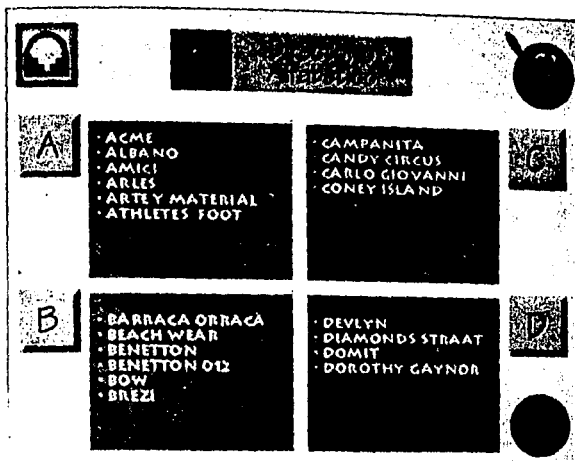 A
ACME
ALBANO
AMICI
ARLES
ARTE Y MATERIAL
ATHLETES FOOT
C
CAMPANITA
CANDY CIRCUS
CARLO GIOVANNI
CONEY ISLAND
B
BARRACA ORRACA
BEACH WEAR
BENETTON
BENETTON 012
BOW
BREZI
D
DEVLYN
DIAMONDS STRAAT
DOMIT
DOROTHY GAYNOR